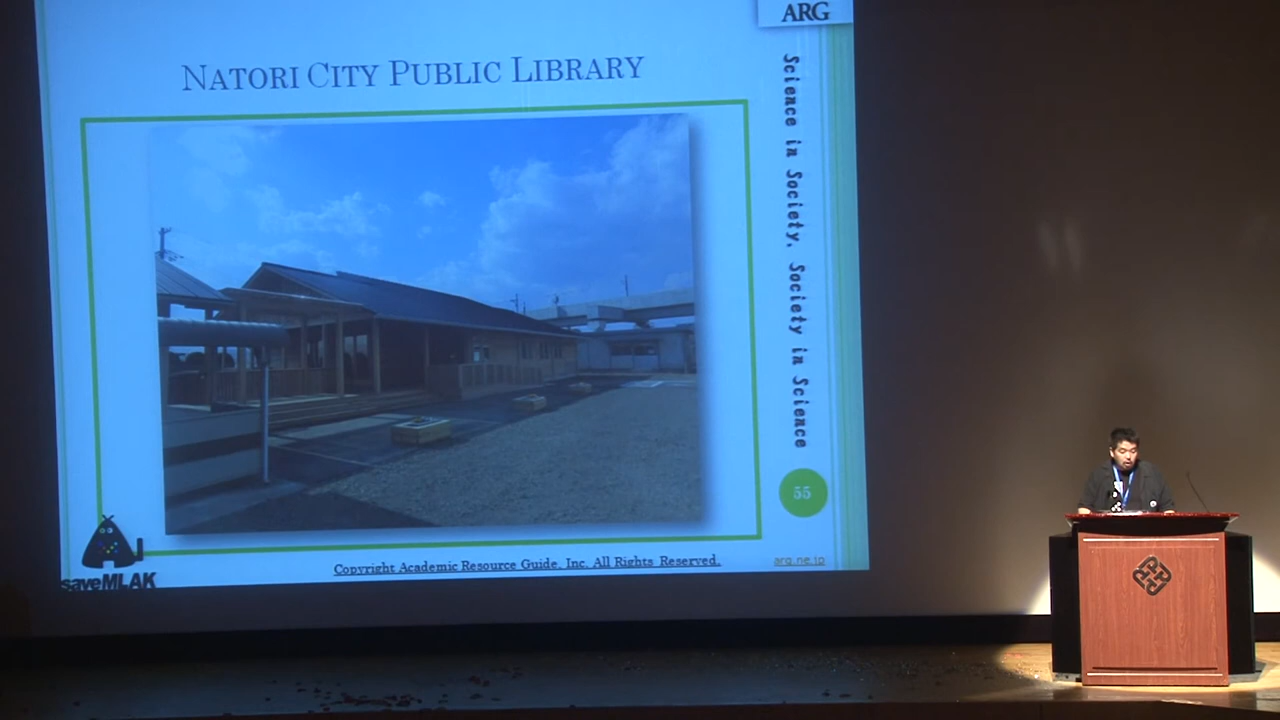 ARG
NATORI CITY PUBLIC LIBRARY
Science in Society, Society in Science
55
saveMLAK
Copyright Academic Resource Guide, Inc. All Rights Reserved.
arg.ne.jp